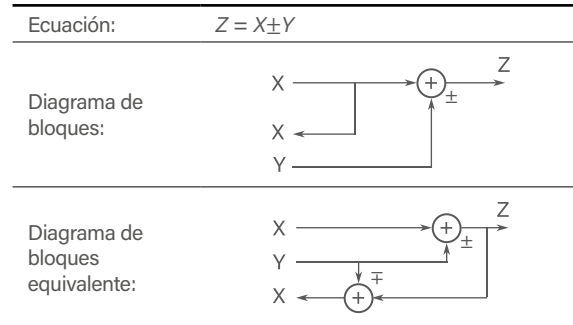 Ecuación: Z = X±Y
Z
X +
±
Diagrama de
bloques:
X
Y
Z
X +
±
Diagrama de
bloques
equivalente:
Y
∓
X +